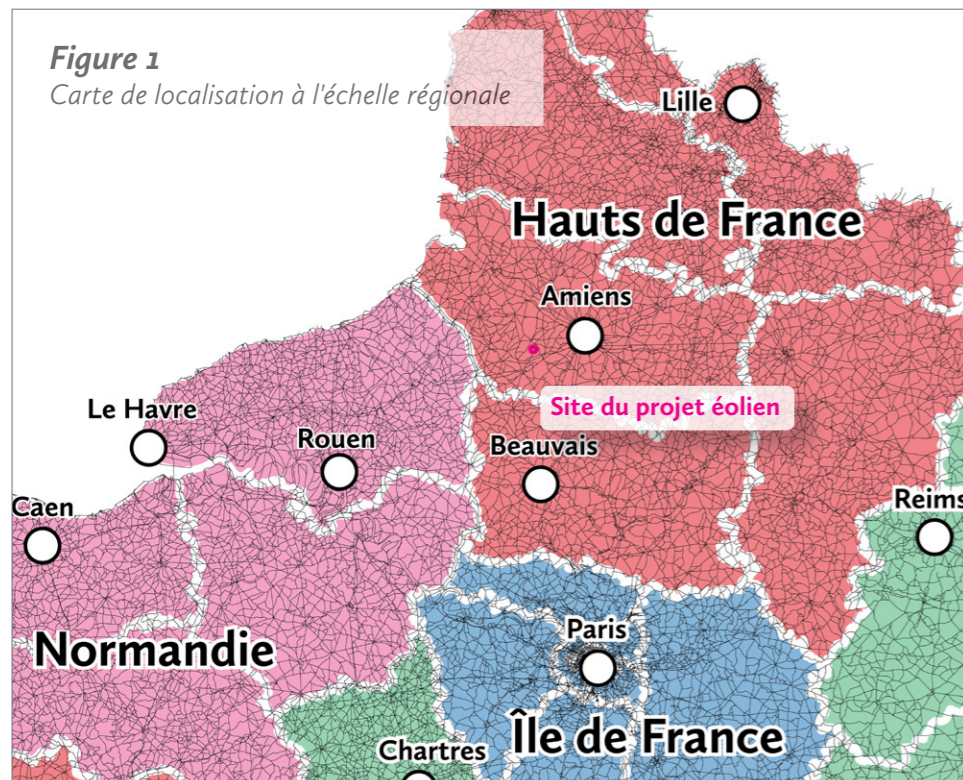 Figure 1
Carte de localisation à l'échelle régionale
Lille
Hauts de France
Amiens
Site du projet éolien
Le Havre
Rouen
Beauvais
Caen
Reims
Paris
Normandie
Île de France
Chartres